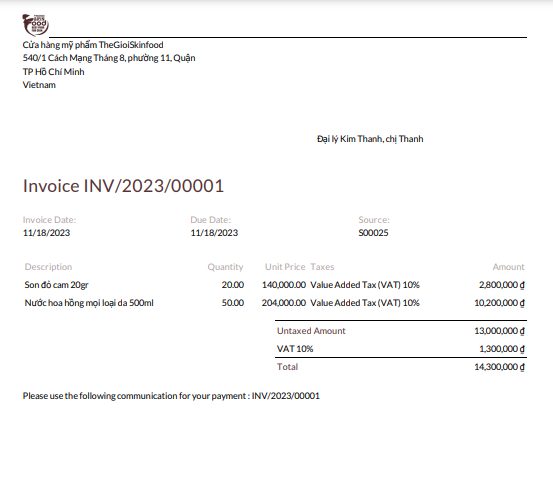 Food
Cửa hàng mỹ phẩm TheGioiSkinfood
540/1 Cách Mạng Tháng 8, phường 11, Quận
TP Hồ Chí Minh
Vietnam
Đại lý Kim Thanh, chị Thanh
Invoice INV/2023/00001
Invoice Date: Due Date: Source:
11/18/2023 11/18/2023 S00025
Description Quantity Unit Price Taxes Amount
Son đỏ cam 20gr 20.00 140,000.00 Value Added Tax (VAT) 10% 2,800,000 ₫
Nước hoa hồng mọi loại da 500ml 50.00 204,000.00 Value Added Tax (VAT) 10% 10,200,000 ₫
Untaxed Amount 13,000,000 ₫
VAT 10% 1,300,000 ₫
Total 14,300,000 ₫
Please use the following communication for your payment : INV/2023/00001